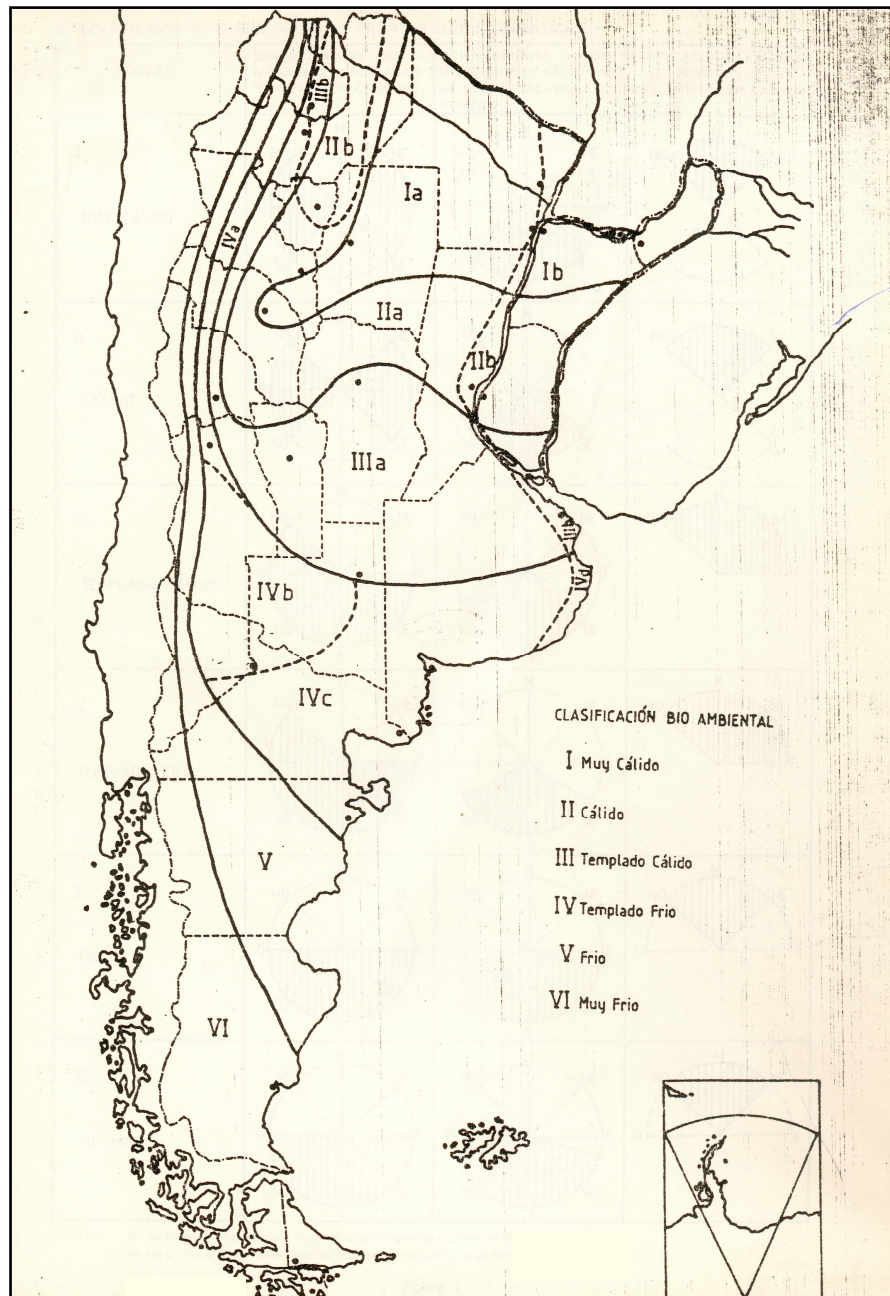 IIIb
IIb
Ia
IVa
Ib
IIa
IIb
IIIa
IVb
IVd
IVc
V
VI
CLASIFICACIÓN BIO AMBIENTAL
I Muy Cálido
II Cálido
III Templado Cálido
IV Templado Frio
V Frio
VI Muy Frio